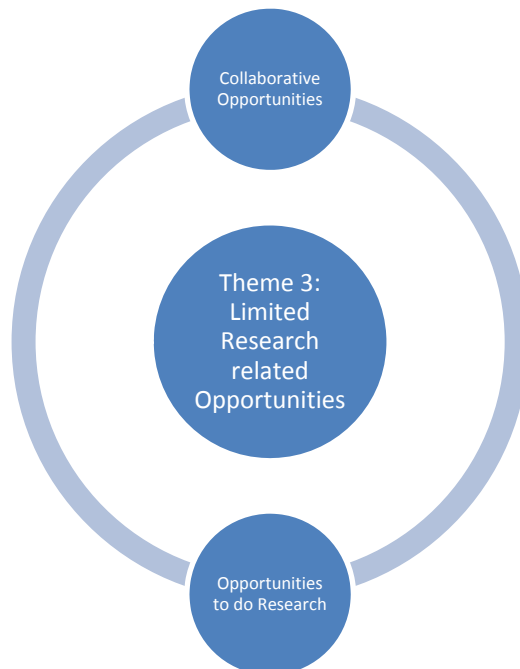 Collaborative
Opportunities
Theme 3:
Limited
Research
related
Opportunities
Opportunities
to do Research